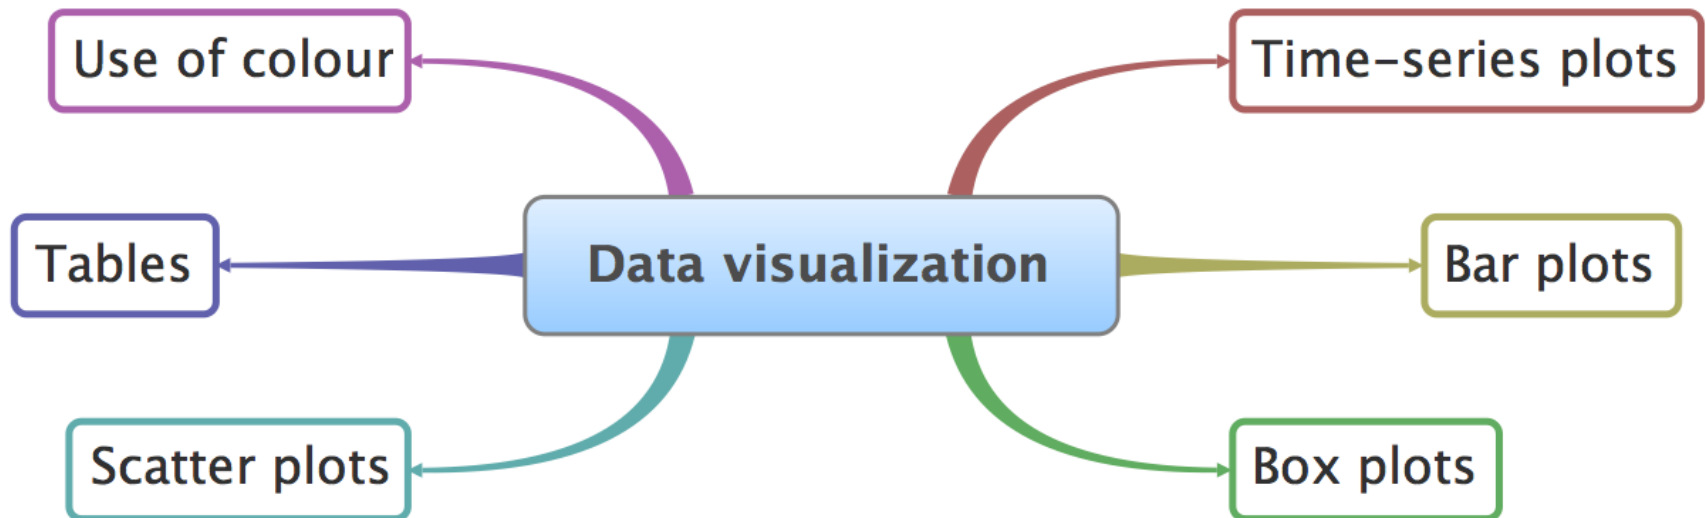 Use of colour
Time-series plots
Tables
Data visualization
Bar plots
Scatter plots
Box plots